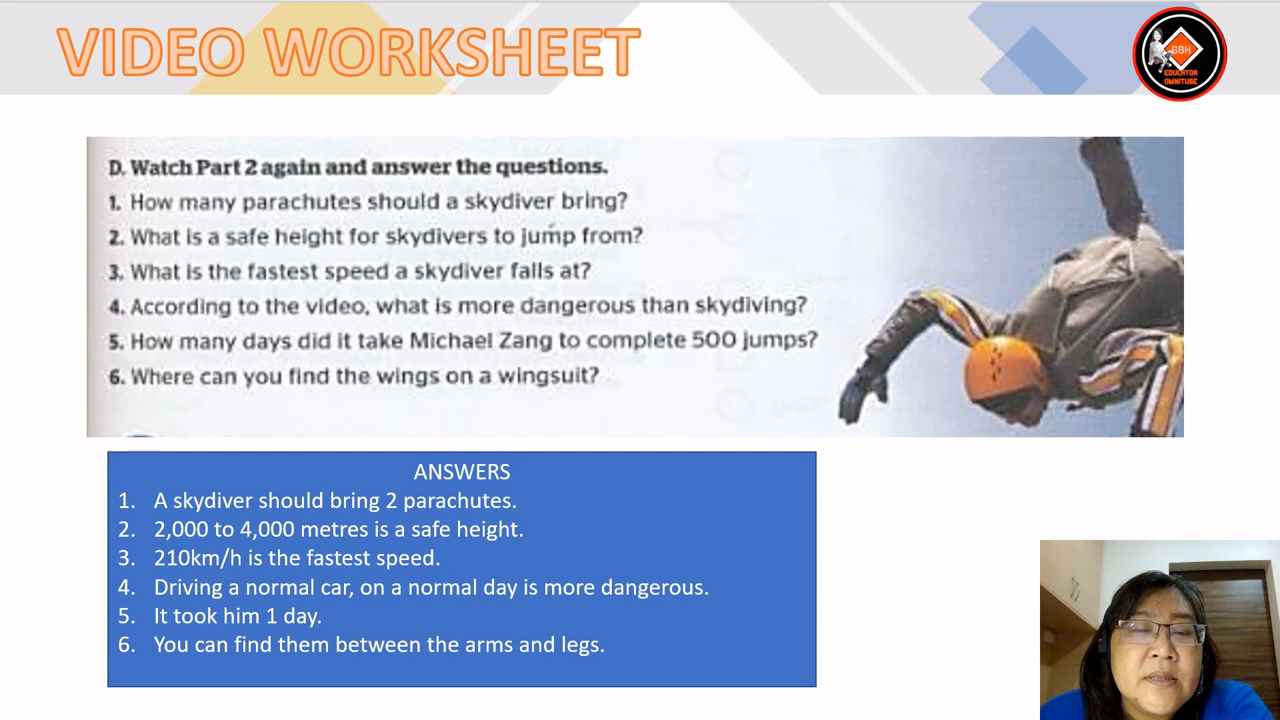 VIDEO WORKSHEET
SBH
EDUCATOR
OMNITUBE
D. Watch Part 2 again and answer the questions.
1. How many parachutes should a skydiver bring?
2. What is a safe height for skydivers to jump from?
3. What is the fastest speed a skydiver falls at?
4. According to the video, what is more dangerous than skydiving?
5. How many days did it take Michael Zang to complete 500 jumps?
6. Where can you find the wings on a wingsuit?
ANSWERS
1. A skydiver should bring 2 parachutes.
2. 2,000 to 4,000 metres is a safe height.
3. 210km/h is the fastest speed.
4. Driving a normal car, on a normal day is more dangerous.
5. It took him 1 day.
6. You can find them between the arms and legs.